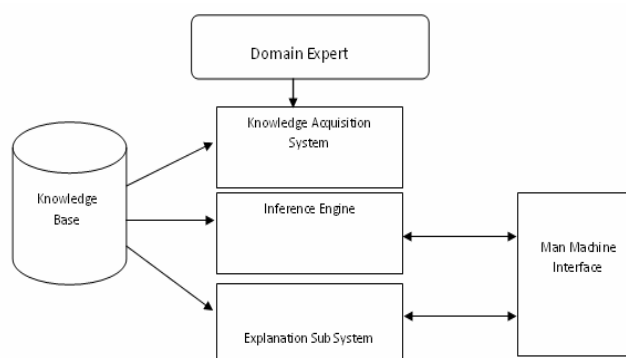 Domain Expert
Knowledge Acquisition
System
Knowledge
Base
Inference Engine
Man Machine
Interface
Explanation Sub System